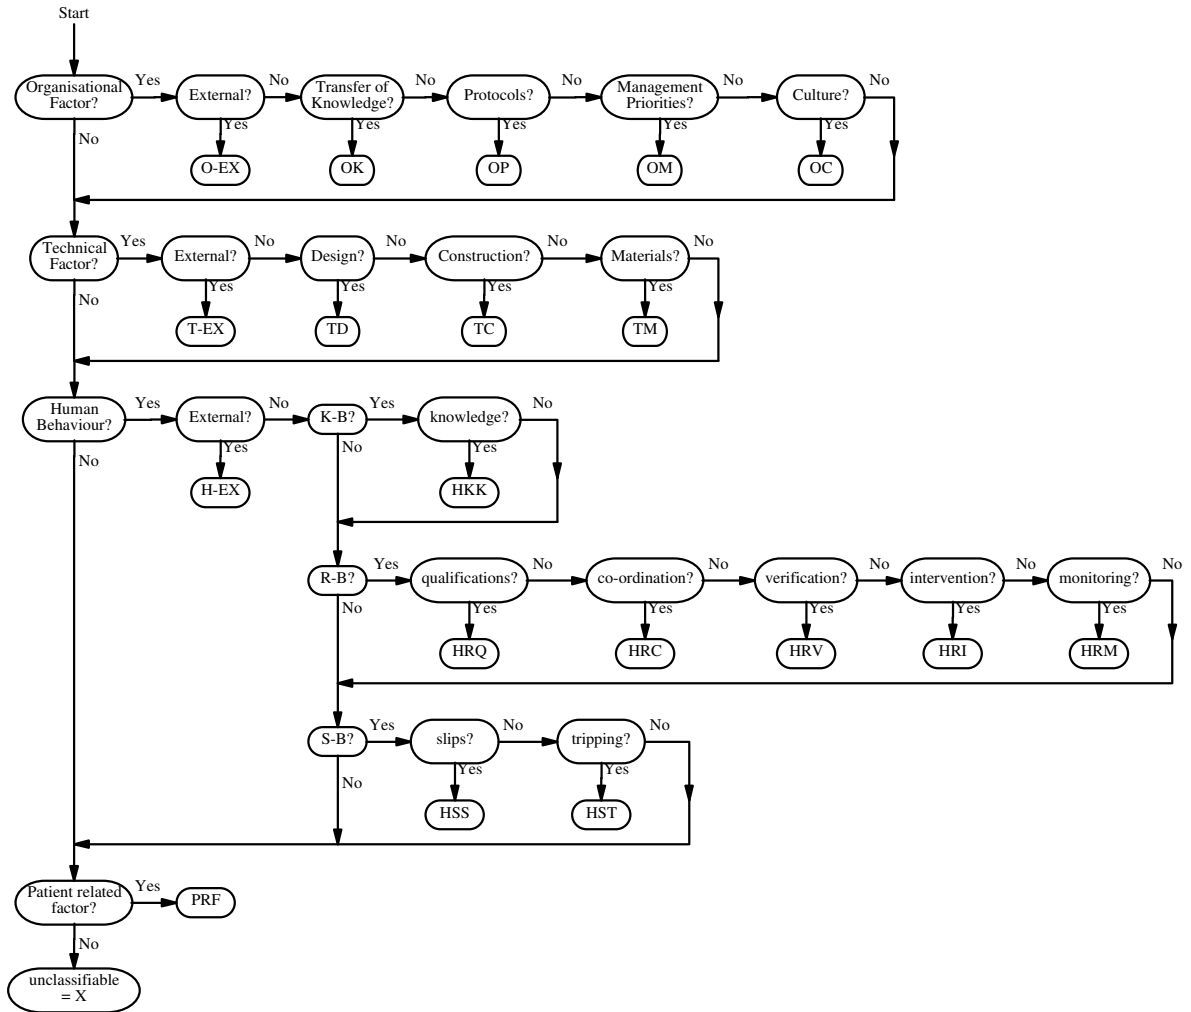 Start
Organisational
Factor?
Yes
External?
No
Transfer of
Knowledge?
No
Protocols?
No
Management
Priorities?
No
Culture?
No
No
Yes
Yes
Yes
Yes
Yes
O-EX
OK
OP
OM
OC
Technical
Factor?
Yes
External?
No
Design?
No
Construction?
No
Materials?
No
No
Yes
Yes
Yes
Yes
T-EX
TD
TC
TM
Human
Behaviour?
Yes
External?
No
K-B?
Yes
knowledge?
No
No
Yes
No
Yes
H-EX
HKK
R-B?
Yes
qualifications?
No
co-ordination?
No
verification?
No
intervention?
No
monitoring?
No
No
Yes
Yes
Yes
Yes
Yes
HRQ
HRC
HRV
HRI
HRM
S-B?
Yes
slips?
No
tripping?
No
No
Yes
Yes
HSS
HST
Patient related
factor?
Yes
PRF
No
unclassifiable
= X